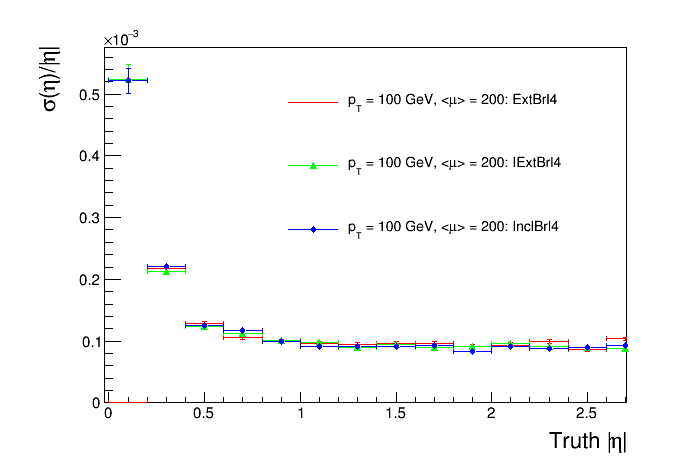 ×10⁻³
σ(η)/|η|
0.5
0.4
0.3
0.2
0.1
0
p_T = 100 GeV, <μ> = 200: ExtBrl4
p_T = 100 GeV, <μ> = 200: IExtBrl4
p_T = 100 GeV, <μ> = 200: InclBrl4
0 0.5 1 1.5 2 2.5
Truth |η|